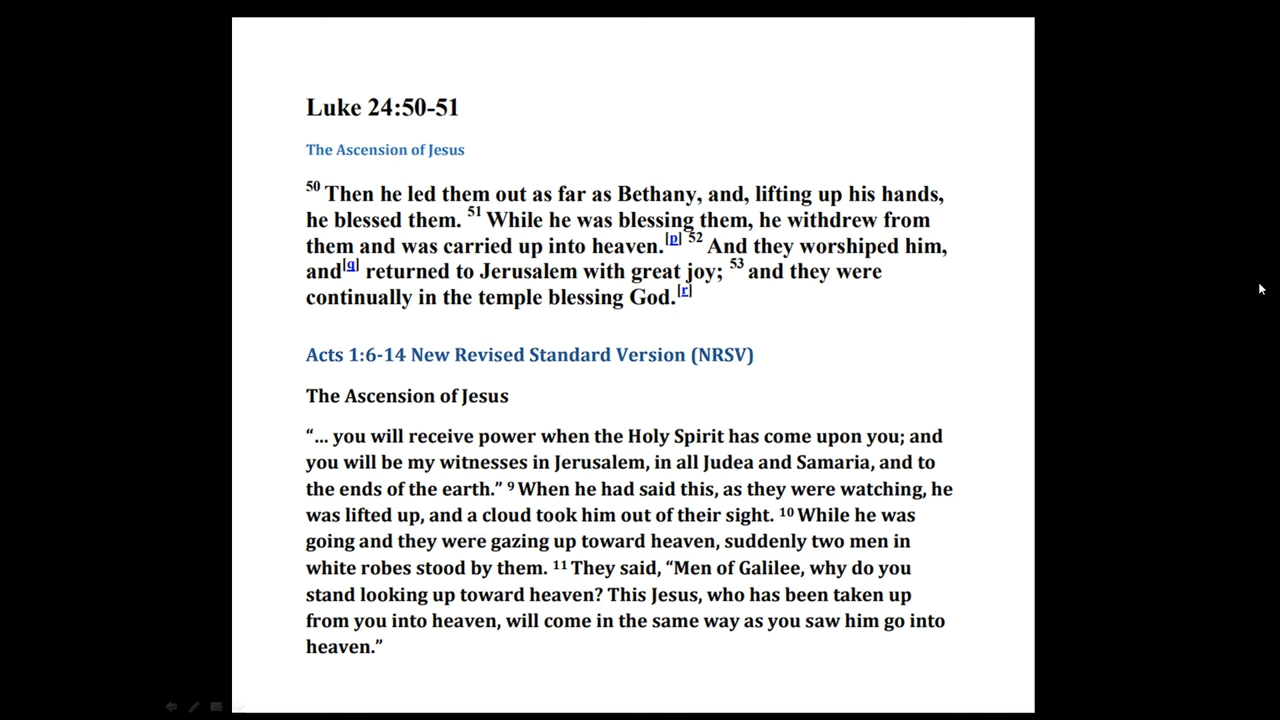 Luke 24:50-51
The Ascension of Jesus
50 Then he led them out as far as Bethany, and, lifting up his hands,
he blessed them. 51 While he was blessing them, he withdrew from
them and was carried up into heaven.[p] 52 And they worshiped him,
and[q] returned to Jerusalem with great joy; 53 and they were
continually in the temple blessing God.[r]
Acts 1:6-14 New Revised Standard Version (NRSV)
The Ascension of Jesus
“... you will receive power when the Holy Spirit has come upon you; and
you will be my witnesses in Jerusalem, in all Judea and Samaria, and to
the ends of the earth.” 9 When he had said this, as they were watching, he
was lifted up, and a cloud took him out of their sight. 10 While he was
going and they were gazing up toward heaven, suddenly two men in
white robes stood by them. 11 They said, “Men of Galilee, why do you
stand looking up toward heaven? This Jesus, who has been taken up
from you into heaven, will come in the same way as you saw him go into
heaven.”